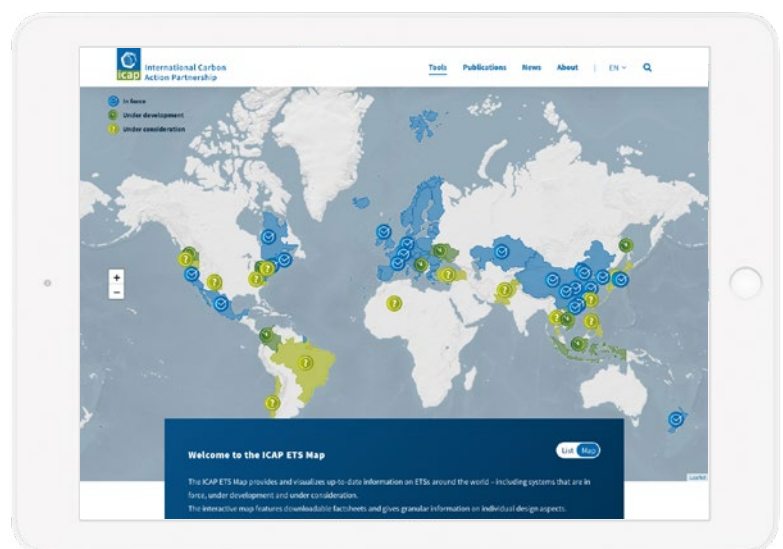 icap
International Carbon
Action Partnership
Tools Publications News About | EN
In force
Under development
Under consideration
+
−
Welcome to the ICAP ETS Map
List Map
The ICAP ETS Map provides and visualizes up-to-date information on ETSs around the world – including systems that are in
force, under development and under consideration.
The interactive map features downloadable factsheets and gives granular information on individual design aspects.
Leaflet